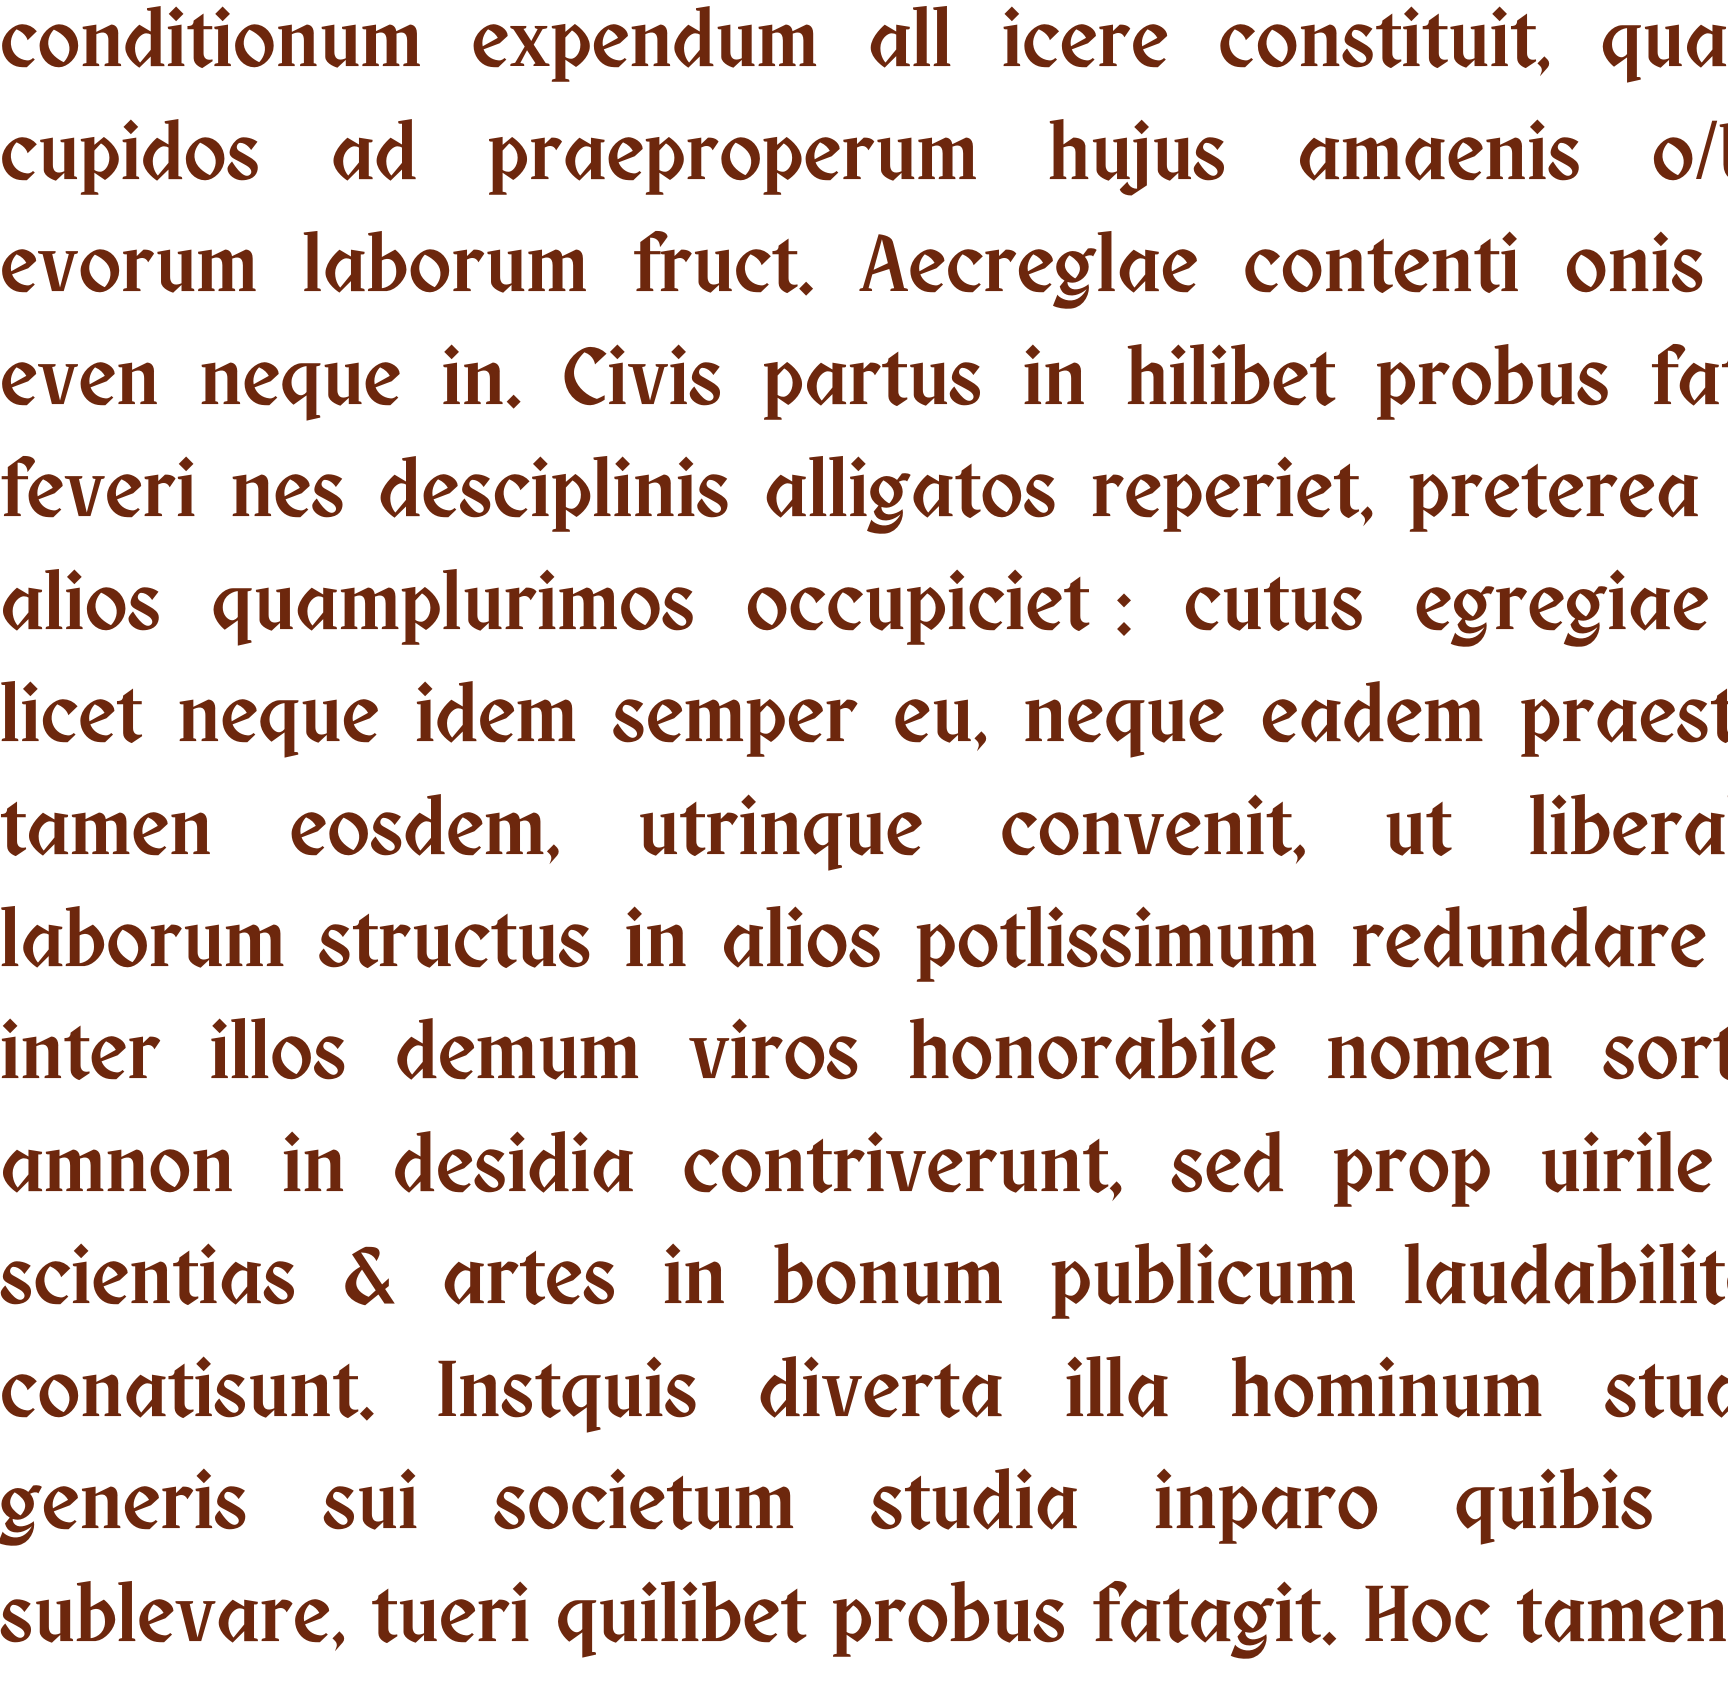 conditionum expendum all icere constituit, qua
cupidos ad praeproperum hujus amaenis
evorum laborum fruct. Aecreglae contenti onis
even neque in. Civis partus in hilibet probus
feveri nes desciplinis alligatos reperiet, preterea
alios quamplurimos occupiciet : cutus egregiae
licet neque idem semper eu, neque eadem praest
tamen eosdem, utrinque convenit, ut libera
laborum structus in alios potlissimum redundare
inter illos demum viros honorabile nomen sort
amnon in desidia contriverunt, sed prop uirile
scientias & artes in bonum publicum laudabilit
conatisunt. Instquis diverta illa hominum
generis sui societum studia inparo quibis
sublevare, tueri quilibet probus fatagit. Hoc tamen